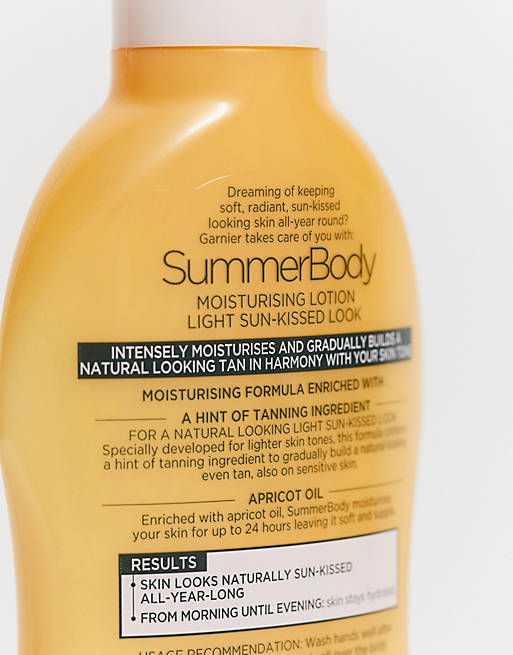 Dreaming of keeping
soft, radiant, sun-kissed
looking skin all-year round?
Garnier takes care of you with:
SummerBody
MOISTURISING LOTION
LIGHT SUN-KISSED LOOK
INTENSELY MOISTURISES AND GRADUALLY BUILDS A
NATURAL LOOKING TAN IN HARMONY WITH YOUR SKIN TONE
MOISTURISING FORMULA ENRICHED WITH:
A HINT OF TANNING INGREDIENT
FOR A NATURAL LOOKING LIGHT SUN-KISSED LOOK
Specially developed for lighter skin tones, this formula contains
a hint of tanning ingredient to gradually build a natural-looking
even tan, also on sensitive skin.
APRICOT OIL
Enriched with apricot oil, SummerBody moisturises
your skin for up to 24 hours leaving it soft and supple.
RESULTS
• SKIN LOOKS NATURALLY SUN-KISSED
ALL-YEAR-LONG
• FROM MORNING UNTIL EVENING: skin stays hydrated
USAGE RECOMMENDATION: Wash hands well after
over the body